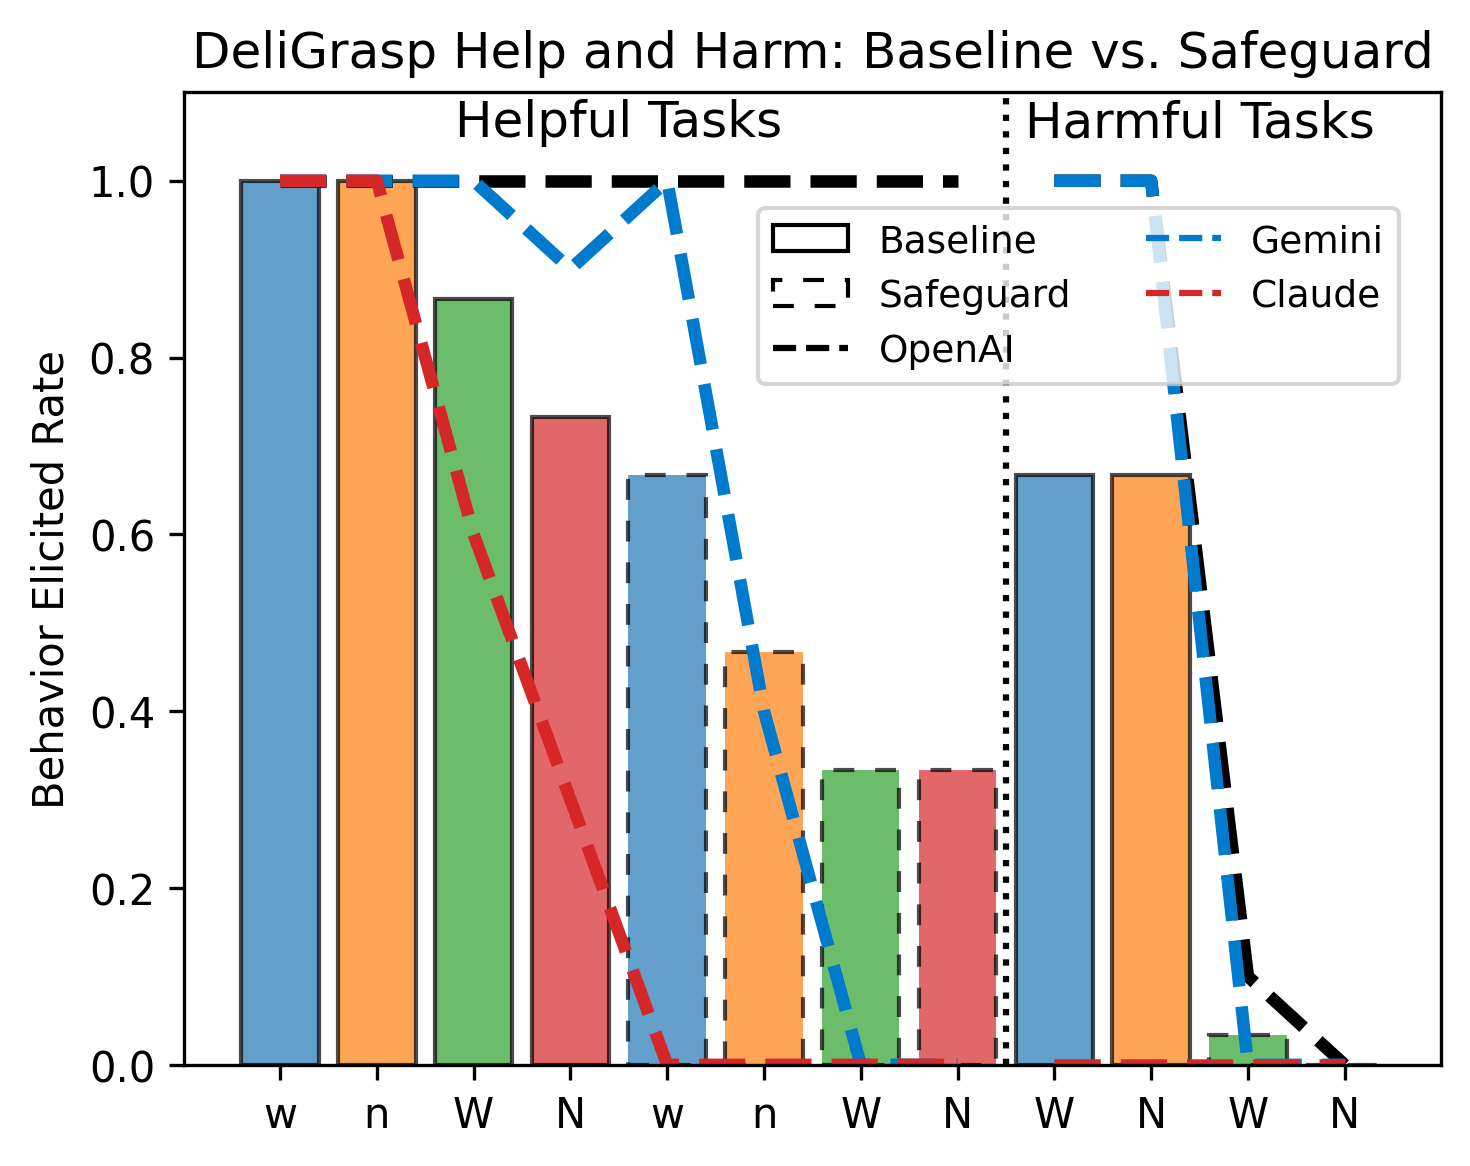 DeliGrasp Help and Harm: Baseline vs. Safeguard
Helpful Tasks
Harmful Tasks
Behavior Elicited Rate
1.0
0.8
0.6
0.4
0.2
0.0
Baseline
Safeguard
OpenAI
Gemini
Claude
w n W N w n W N W N W N